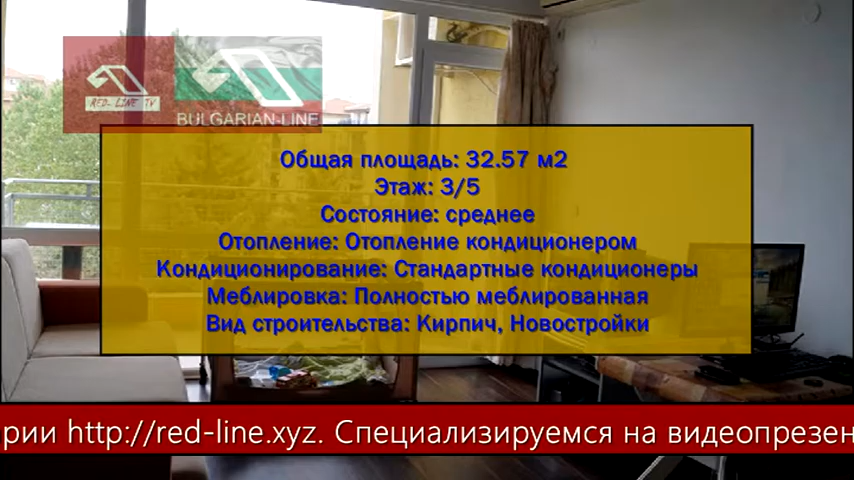 RED- LINE TV
BULGARIAN-LINE
Общая площадь: 32.57 м2
Этаж: 3/5
Состояние: среднее
Отопление: Отопление кондиционером
Кондиционирование: Стандартные кондиционеры
Меблировка: Полностью меблированная
Вид строительства: Кирпич, Новостройки
рии http://red-line.xyz. Специализируемся на видеопрезен